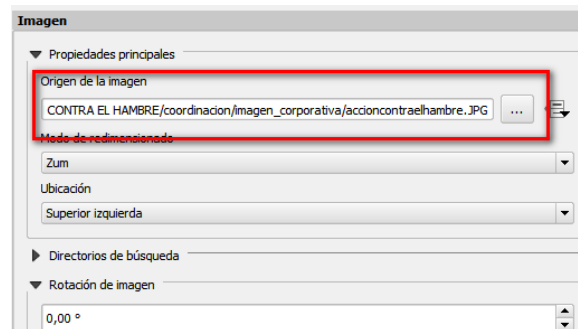 Imagen
Propiedades principales
Origen de la imagen
CONTRA EL HAMBRE/coordinacion/imagen_corporativa/accioncontraelhambre.JPG ...
Modo de redimensionado
Zum
Ubicación
Superior izquierda
Directorios de búsqueda
Rotación de imagen
0,00 °